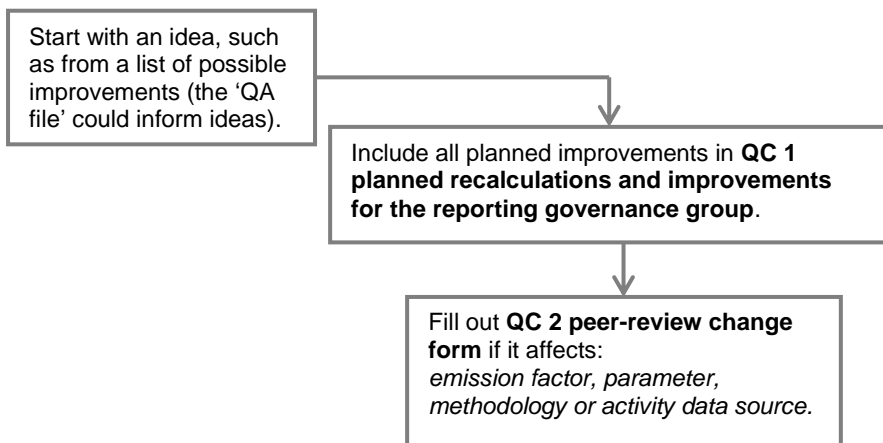 Start with an idea, such
as from a list of possible
improvements (the ‘QA
file’ could inform ideas).
Include all planned improvements in QC 1
planned recalculations and improvements
for the reporting governance group.
Fill out QC 2 peer-review change
form if it affects:
emission factor, parameter,
methodology or activity data source.